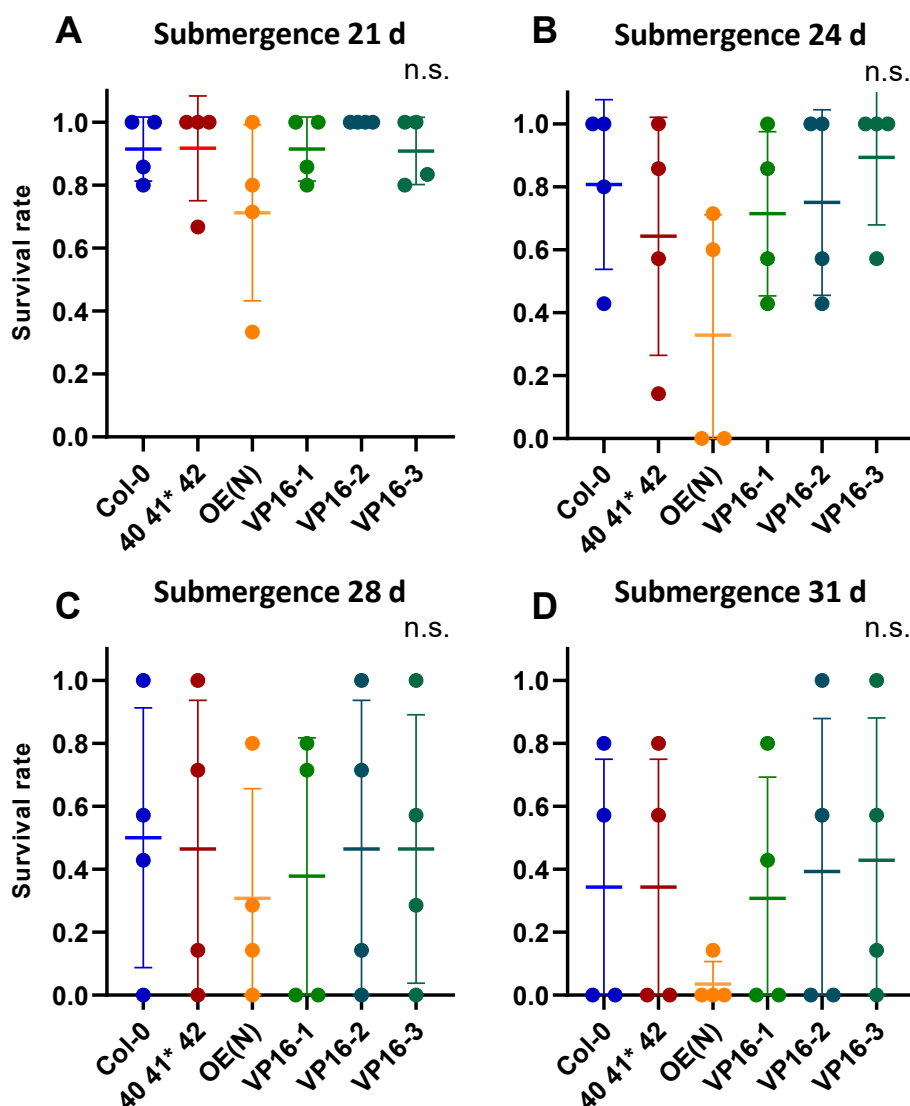 A
Submergence 21 d
n.s.
Survival rate
1.0
0.8
0.6
0.4
0.2
0.0
Col-0
40 41* 42
OE(N)
VP16-1
VP16-2
VP16-3
B
Submergence 24 d
n.s.
1.0
0.8
0.6
0.4
0.2
0.0
Col-0
40 41* 42
OE(N)
VP16-1
VP16-2
VP16-3
C
Submergence 28 d
n.s.
Survival rate
1.0
0.8
0.6
0.4
0.2
0.0
Col-0
40 41* 42
OE(N)
VP16-1
VP16-2
VP16-3
D
Submergence 31 d
n.s.
1.0
0.8
0.6
0.4
0.2
0.0
Col-0
40 41* 42
OE(N)
VP16-1
VP16-2
VP16-3